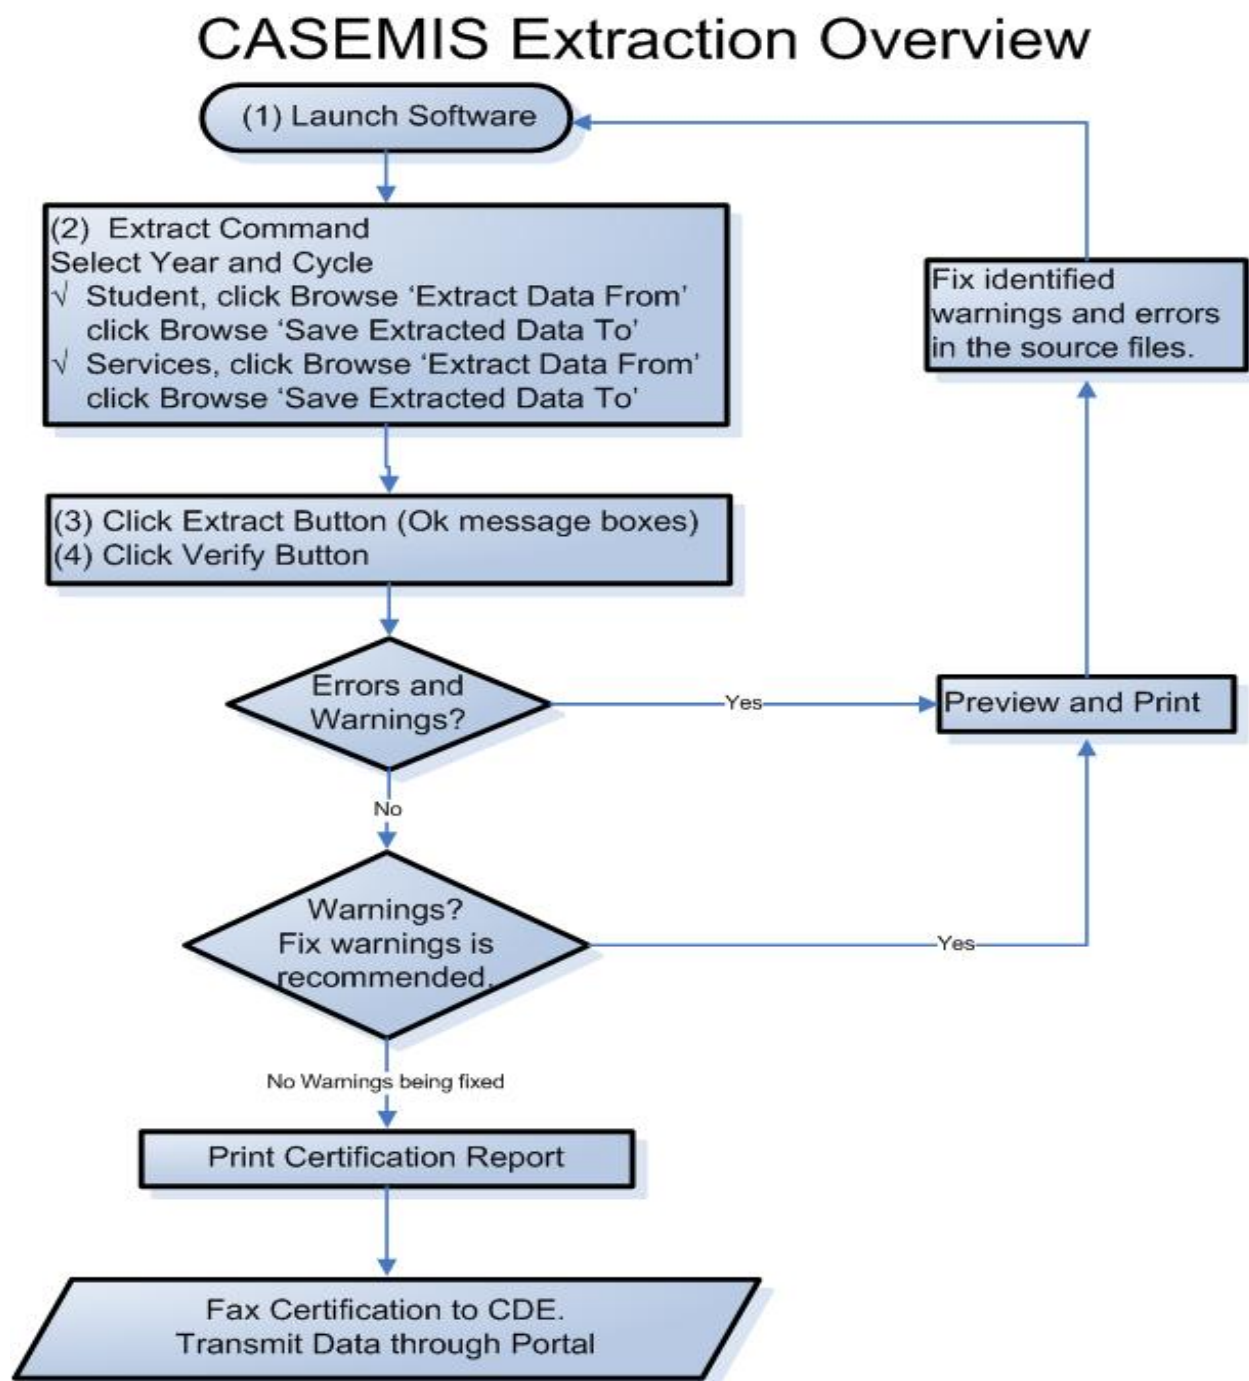 CASEMIS Extraction Overview
(1) Launch Software
(2) Extract Command
Select Year and Cycle
√ Student, click Browse ‘Extract Data From’
click Browse ‘Save Extracted Data To’
√ Services, click Browse ‘Extract Data From’
click Browse ‘Save Extracted Data To’
Fix identified
warnings and errors
in the source files.
(3) Click Extract Button (Ok message boxes)
(4) Click Verify Button
Errors and
Warnings?
Yes
Preview and Print
No
Warnings?
Fix warnings is
recommended.
Yes
No Warnings being fixed
Print Certification Report
Fax Certification to CDE.
Transmit Data through Portal